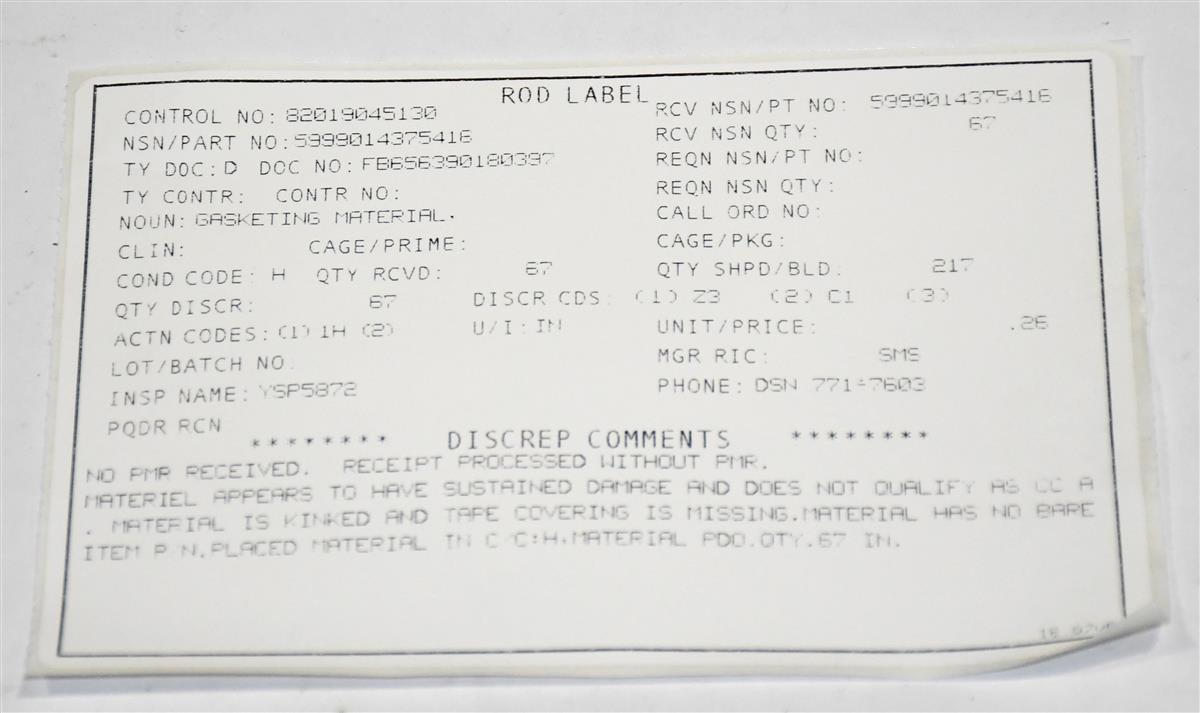 ROD LABEL
CONTROL NO: 82019045130 RCV NSN/PT NO: 5999014375416
NSN/PART NO: 5999014375416 RCV NSN QTY: 67
TY DOC: D DOC NO: FB656390180397 REQN NSN/PT NO:
TY CONTR: CONTR NO: REQN NSN QTY:
NOUN: GASKETING MATERIAL. CALL ORD NO:
CLIN: CAGE/PRIME: CAGE/PKG:
COND CODE: H QTY RCVD: 67 QTY SHPD/BLD: 217
QTY DISCR: 67 DISCR CDS: (1) Z3 (2) C1 (3)
ACTN CODES: (1) 1H (2) U/I: IN UNIT/PRICE: .26
LOT/BATCH NO. MGR RIC: SMS
INSP NAME: YSP5872 PHONE: DSN 771-7603
PQDR RCN
******** DISCREP COMMENTS ********
NO PMR RECEIVED. RECEIPT PROCESSED WITHOUT PMR.
MATERIEL APPEARS TO HAVE SUSTAINED DAMAGE AND DOES NOT QUALIFY AS CC A
. MATERIAL IS KINKED AND TAPE COVERING IS MISSING.MATERIAL HAS NO BARE
ITEM P/N.PLACED MATERIAL IN C/C:H.MATERIAL PDO.QTY.67 IN.